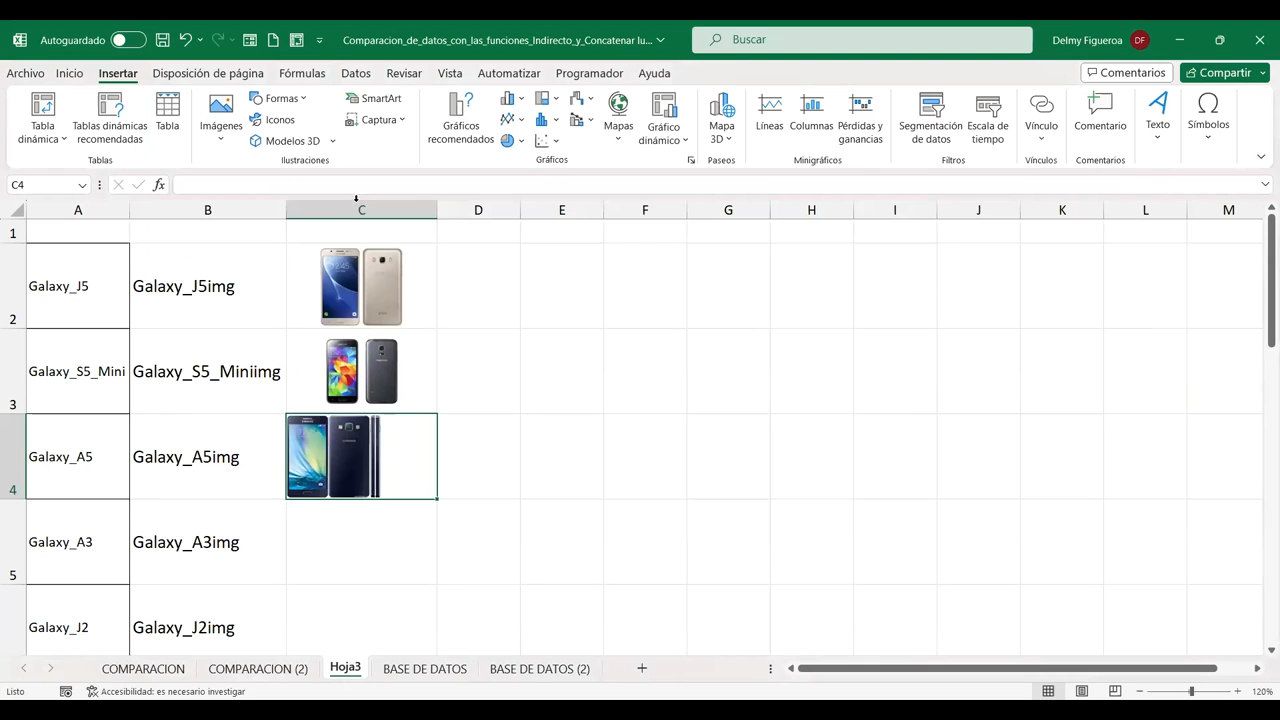 Autoguardado
Comparacion_de_datos_con_las_funciones_Indirecto_y_Concatenar lu...
Buscar
Delmy Figueroa DF
Archivo Inicio Insertar Disposición de página Fórmulas Datos Revisar Vista Automatizar Programador Ayuda
Comentarios Compartir
Tabla dinámica
Tablas dinámicas recomendadas
Tabla
Tablas
Imágenes
Formas
Iconos
Modelos 3D
SmartArt
Captura
Ilustraciones
Gráficos recomendados
Mapas
Gráfico dinámico
Gráficos
Mapa 3D
Paseos
Líneas
Columnas
Pérdidas y ganancias
Minigráficos
Segmentación de datos
Escala de tiempo
Filtros
Vínculo
Vínculos
Comentario
Comentarios
Texto
Símbolos
C4 fx
A B C D E F G H I J K L M
1
2 Galaxy_J5 Galaxy_J5img
3 Galaxy_S5_Mini Galaxy_S5_Miniimg
4 Galaxy_A5 Galaxy_A5img
5 Galaxy_A3 Galaxy_A3img
Galaxy_J2 Galaxy_J2img
COMPARACION COMPARACION (2) Hoja3 BASE DE DATOS BASE DE DATOS (2)
Listo Accesibilidad: es necesario investigar 120%